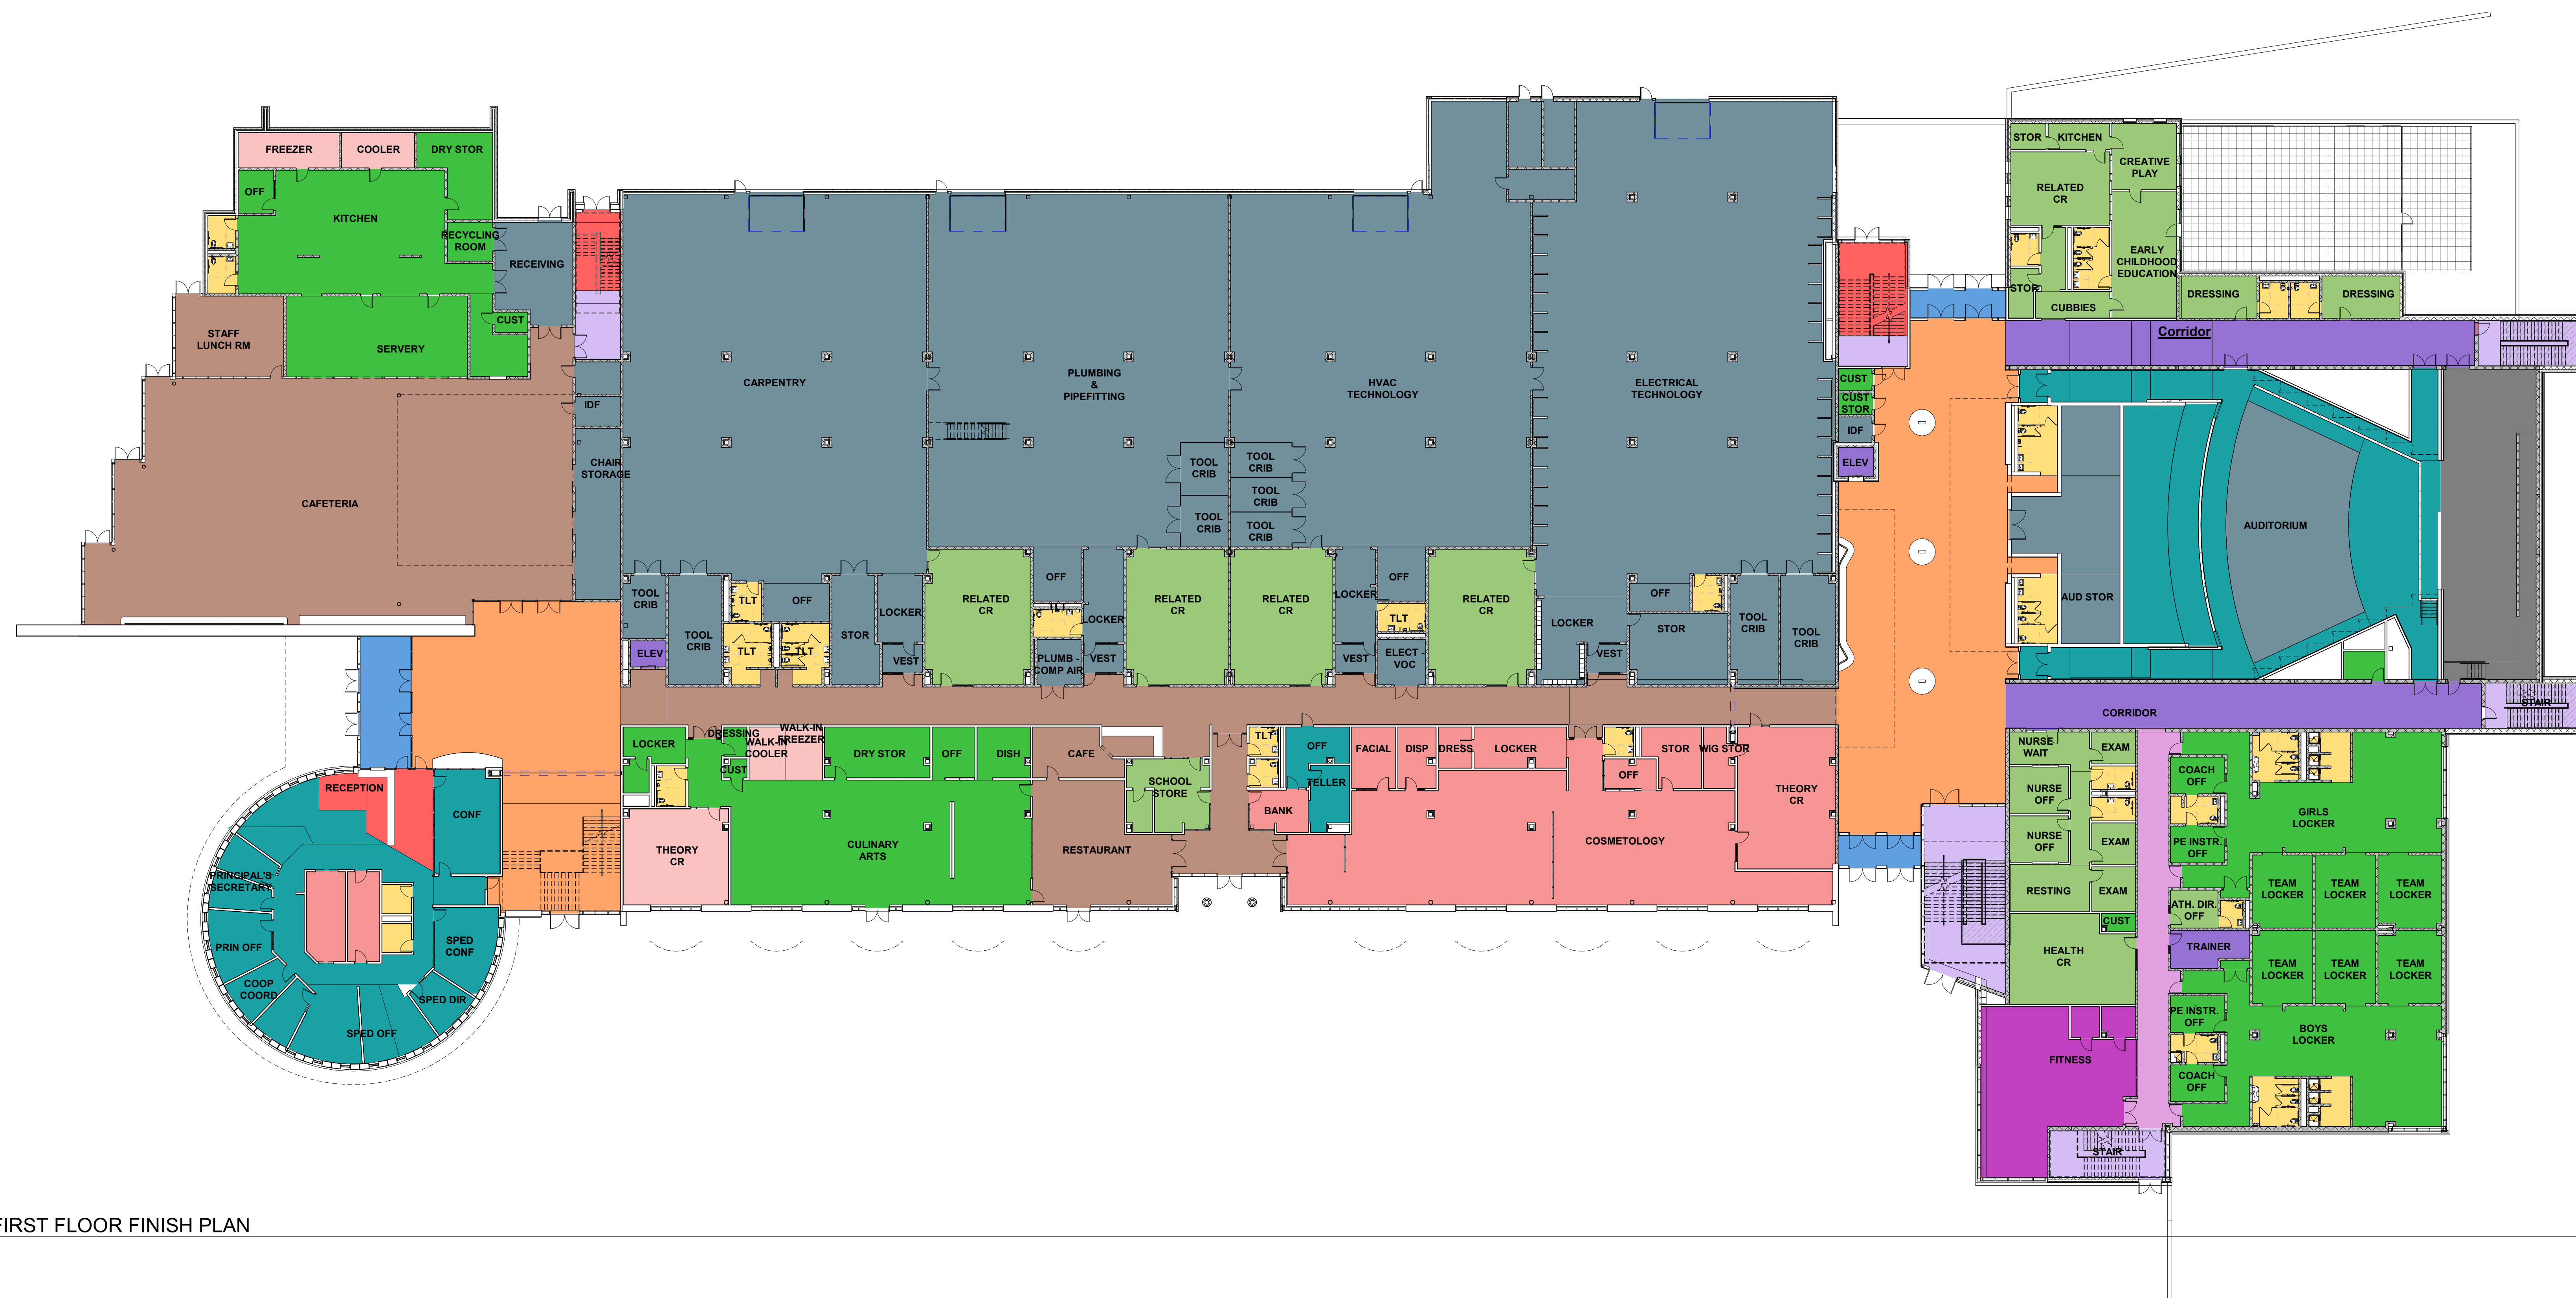 FREEZER
COOLER
DRY STOR
OFF
KITCHEN
RECYCLING
ROOM
RECEIVING
CUST
STAFF
LUNCH RM
SERVERY
CAFETERIA
IDF
CHAIR
STORAGE
CARPENTRY
PLUMBING
&
PIPEFITTING
HVAC
TECHNOLOGY
ELECTRICAL
TECHNOLOGY
TOOL
CRIB
TOOL
CRIB
TOOL
CRIB
TOOL
CRIB
TOOL
CRIB
TOOL
CRIB
ELEV
TOOL
CRIB
TLT
OFF
TLT
TLT
STOR
LOCKER
VEST
RELATED
CR
OFF
TLT
LOCKER
PLUMB -
COMP AIR
VEST
RELATED
CR
RELATED
CR
LOCKER
OFF
TLT
VEST
ELECT -
VOC
RELATED
CR
LOCKER
VEST
OFF
STOR
TOOL
CRIB
TOOL
CRIB
CUST
CUST
STOR
IDF
ELEV
STOR
KITCHEN
CREATIVE
PLAY
RELATED
CR
EARLY
CHILDHOOD
EDUCATION
STOR
CUBBIES
DRESSING
DRESSING
Corridor
AUDITORIUM
AUD STOR
CORRIDOR
STAIR
RECEPTION
CONF
PRINCIPAL'S
SECRETARY
PRIN OFF
COOP
COORD
SPED OFF
SPED DIR
SPED
CONF
LOCKER
DRESSING
CUST
WALK-IN
COOLER
WALK-IN
FREEZER
DRY STOR
OFF
DISH
CAFE
SCHOOL
STORE
THEORY
CR
CULINARY
ARTS
RESTAURANT
TLT
OFF
TELLER
BANK
FACIAL
DISP
DRESS
LOCKER
OFF
STOR
WIG STOR
COSMETOLOGY
THEORY
CR
NURSE
WAIT
EXAM
NURSE
OFF
NURSE
OFF
EXAM
RESTING
EXAM
CUST
HEALTH
CR
FITNESS
STAIR
COACH
OFF
GIRLS
LOCKER
PE INSTR.
OFF
TEAM
LOCKER
TEAM
LOCKER
TEAM
LOCKER
ATH. DIR.
OFF
TRAINER
TEAM
LOCKER
TEAM
LOCKER
TEAM
LOCKER
PE INSTR.
OFF
BOYS
LOCKER
COACH
OFF
FIRST FLOOR FINISH PLAN